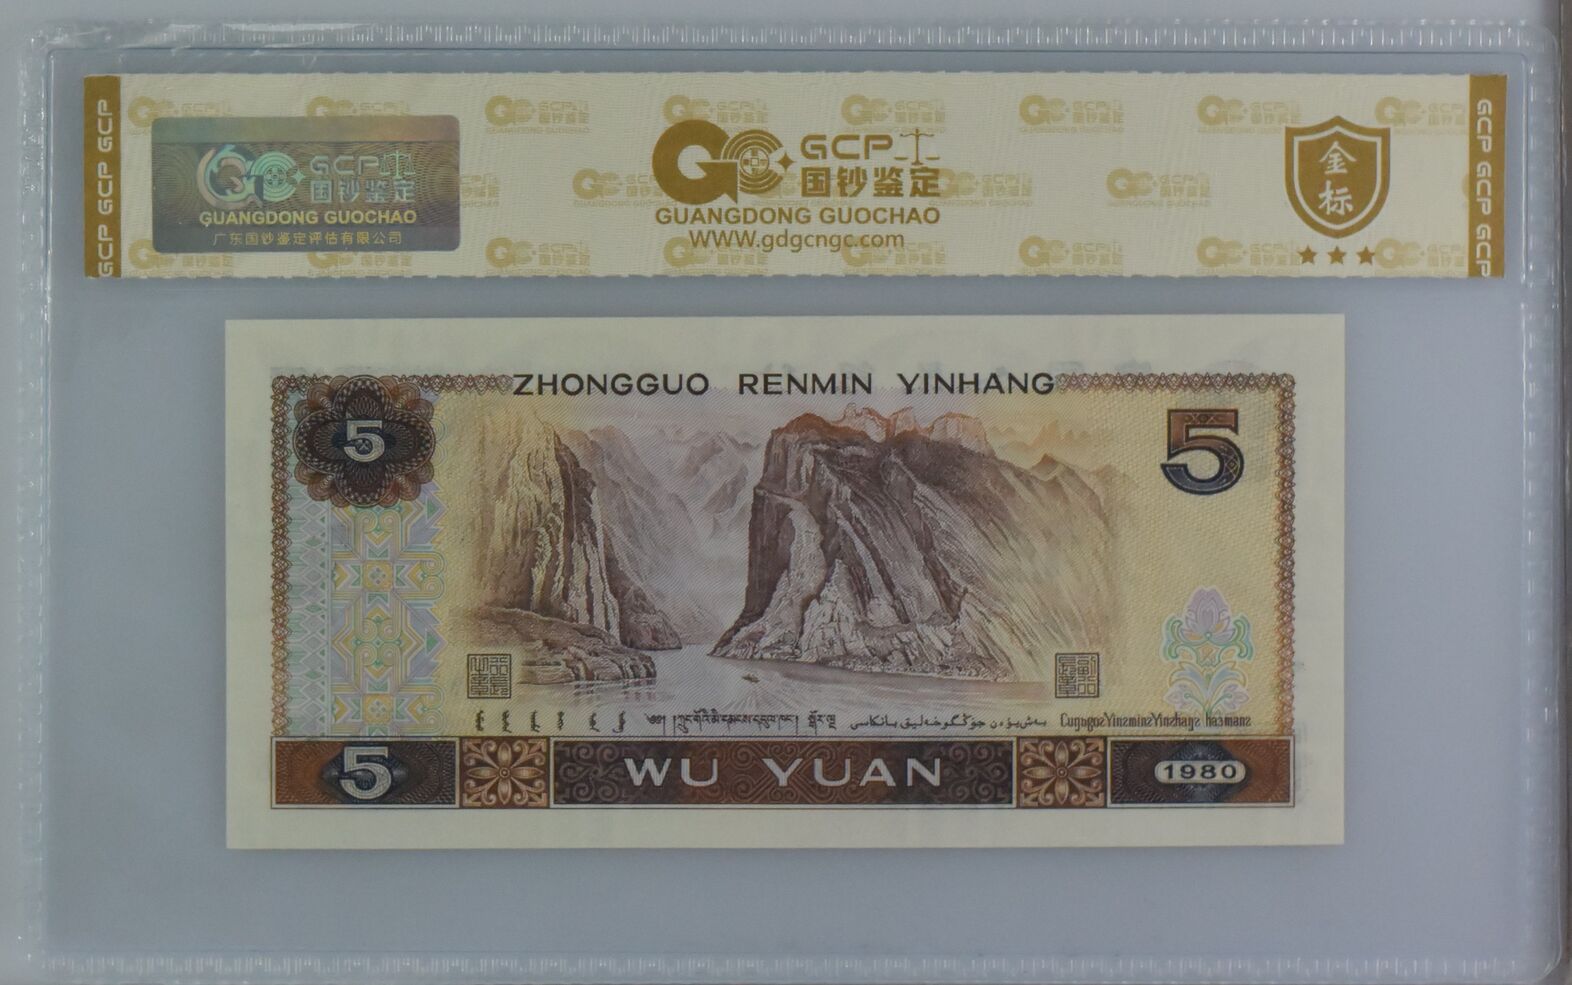 GCP GCP GCP
GCP
国钞鉴定
GUANGDONG GUOCHAO
广东国钞鉴定评估有限公司
GCP
国钞鉴定
GUANGDONG GUOCHAO
WWW.gdgcngc.com
金标
GCP GCP GCP
ZHONGGUO RENMIN YINHANG
5
5
5
WU YUAN
1980